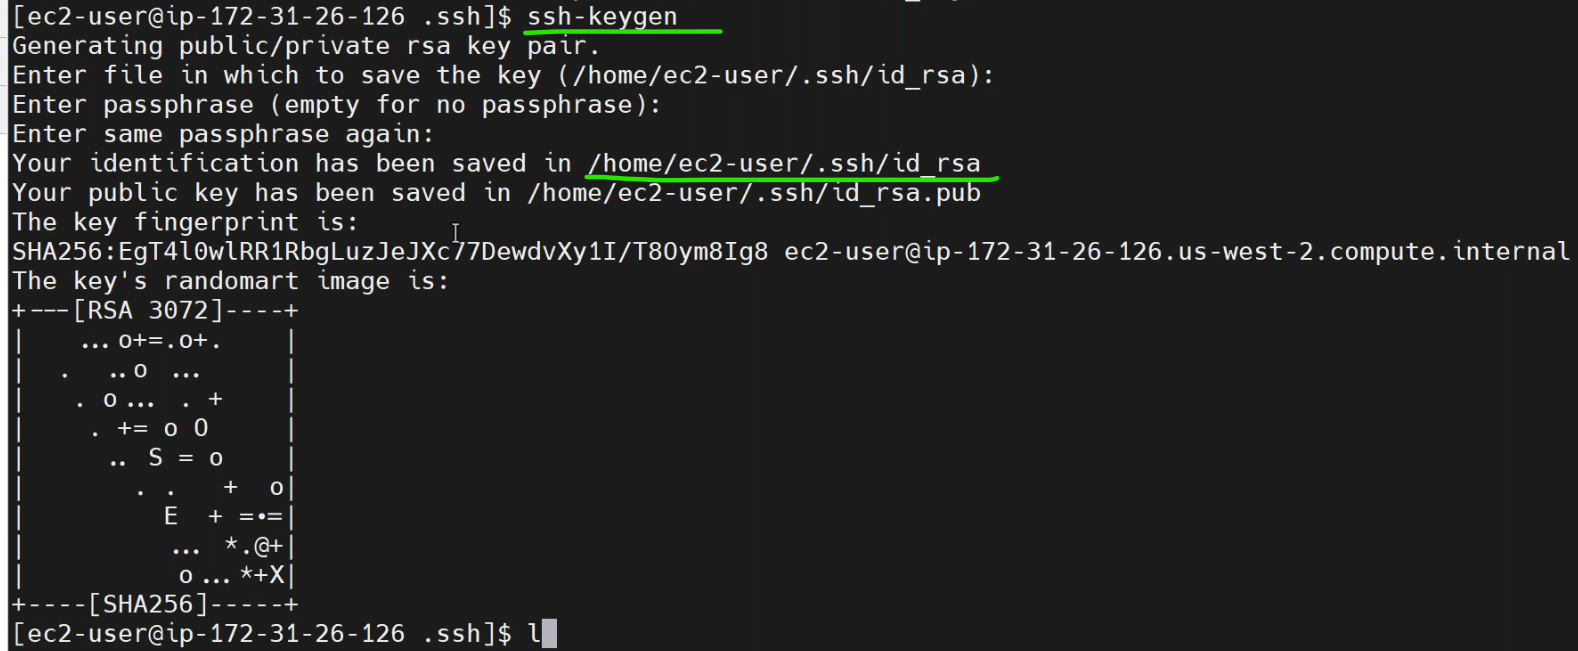 [ec2-user@ip-172-31-26-126 .ssh]$ ssh-keygen
Generating public/private rsa key pair.
Enter file in which to save the key (/home/ec2-user/.ssh/id_rsa):
Enter passphrase (empty for no passphrase):
Enter same passphrase again:
Your identification has been saved in /home/ec2-user/.ssh/id_rsa
Your public key has been saved in /home/ec2-user/.ssh/id_rsa.pub
The key fingerprint is:
SHA256:EgT4l0wlRR1RbgLuzJeJXc77DewdvXy1I/T8Oym8Ig8 ec2-user@ip-172-31-26-126.us-west-2.compute.internal
The key's randomart image is:
+---[RSA 3072]----+
|    ...o+=.o+.    |
|   .  ..o ...     |
|    . o... . +    |
|     . += o O     |
|      .. S = o    |
|        . .   +  o|
|          E  + =•=|
|          ... *.@+|
|           o...*+X|
+----[SHA256]-----+
[ec2-user@ip-172-31-26-126 .ssh]$ l